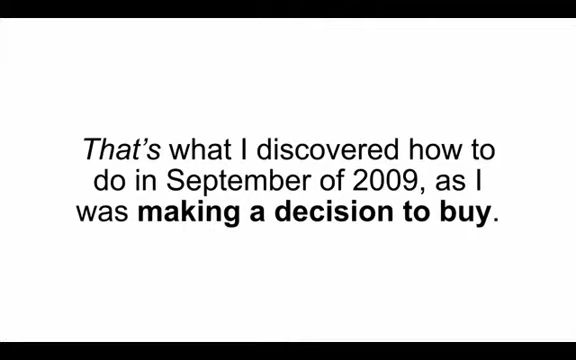 That's what I discovered how to
do in September of 2009, as I
was making a decision to buy.